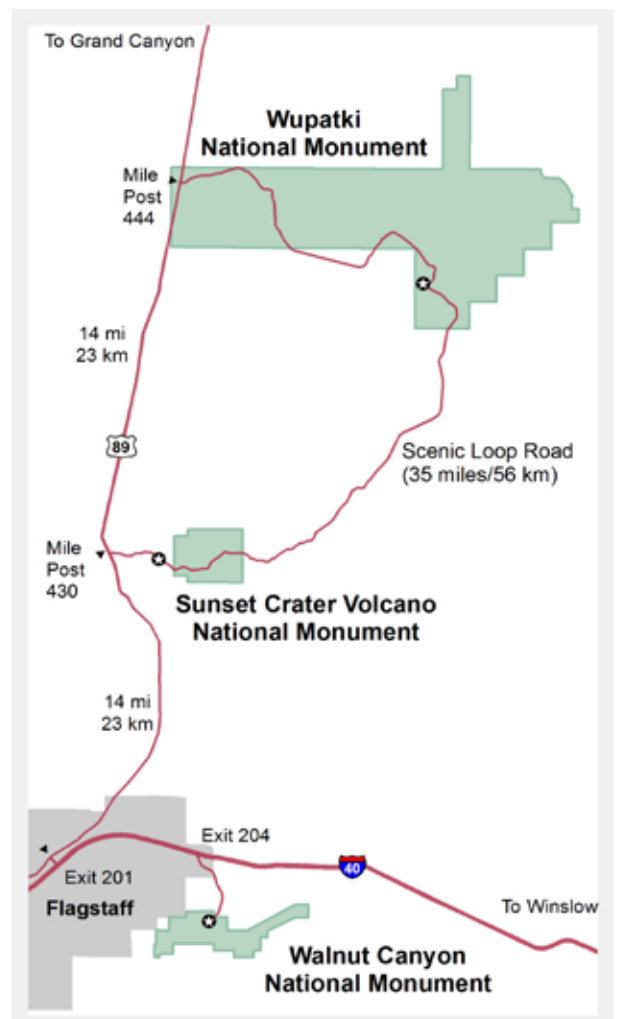 To Grand Canyon
Wupatki
National Monument
Mile
Post
444
14 mi
23 km
89
Scenic Loop Road
(35 miles/56 km)
Mile
Post
430
Sunset Crater Volcano
National Monument
14 mi
23 km
Exit 204
40
Exit 201
Flagstaff
To Winslow
Walnut Canyon
National Monument